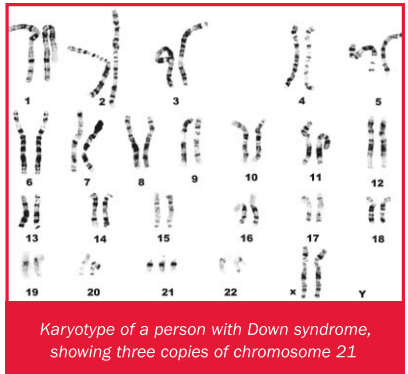 1 2 3 4 5
6 7 8 9 10 11 12
13 14 15 16 17 18
19 20 21 22 X Y
Karyotype of a person with Down syndrome,
showing three copies of chromosome 21